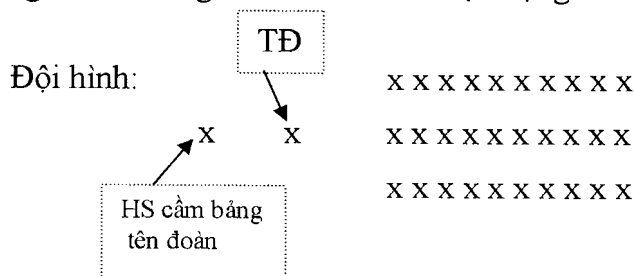 TĐ
Đội hình:
x x x x x x x x x x
x x x x x x x x x x x x
x x x x x x x x x x
HS cầm bảng
tên đoàn